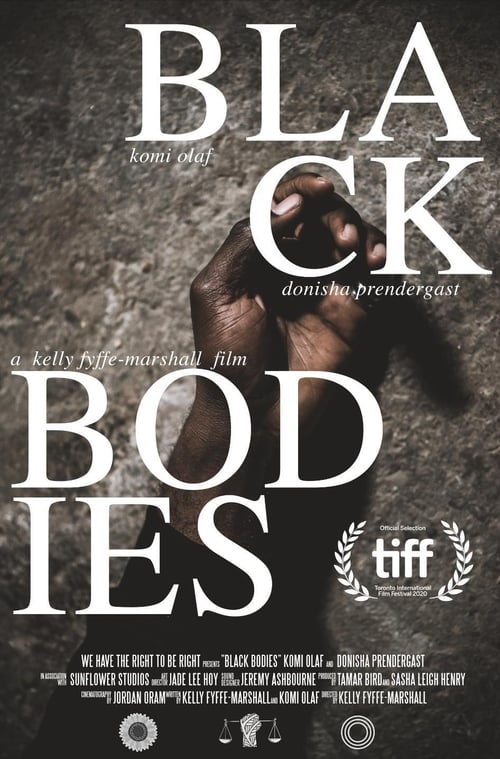 BLA
komi olaf
CK
donisha prendergast
a kelly fyffe-marshall film
BOD
IES
Official Selection
tiff
Toronto International
Film Festival 2020
WE HAVE THE RIGHT TO BE RIGHT PRESENTS "BLACK BODIES" KOMI OLAF AND DONISHA PRENDERGAST
IN ASSOCIATION WITH SUNFLOWER STUDIOS ART DIRECTOR JADE LEE HOY SOUND DESIGNER JEREMY ASHBOURNE PRODUCED BY TAMAR BIRD AND SASHA LEIGH HENRY
CINEMATOGRAPHY BY JORDAN ORAM WRITTEN BY KELLY FYFFE-MARSHALL AND KOMI OLAF DIRECTED BY KELLY FYFFE-MARSHALL